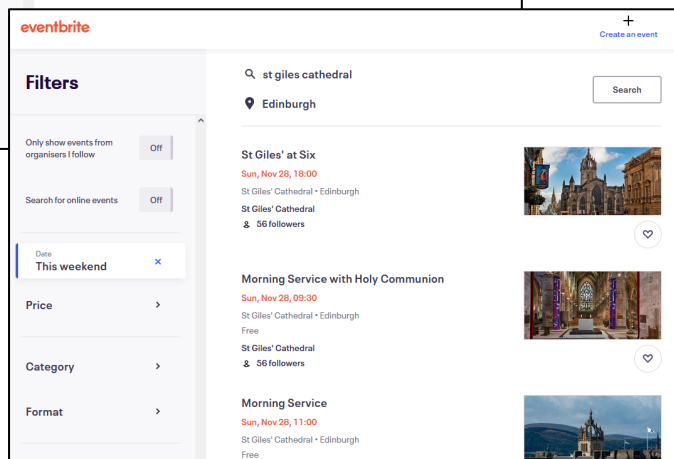 eventbrite
Create an event
Filters
Only show events from
organisers I follow
Off
Search for online events
Off
Date
This weekend
Price
Category
Format
st giles cathedral
Edinburgh
Search
St Giles' at Six
Sun, Nov 28, 18:00
St Giles' Cathedral • Edinburgh
St Giles' Cathedral
56 followers
Morning Service with Holy Communion
Sun, Nov 28, 09:30
St Giles' Cathedral • Edinburgh
Free
St Giles' Cathedral
56 followers
Morning Service
Sun, Nov 28, 11:00
St Giles' Cathedral • Edinburgh
Free